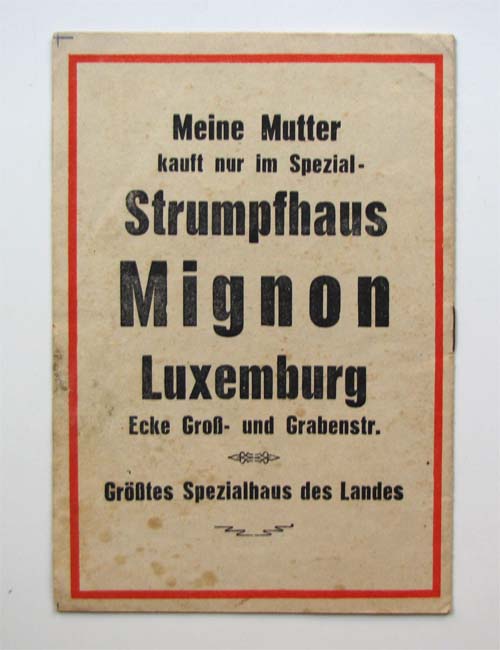 Meine Mutter
kauft nur im Spezial-
Strumpfhaus
Mignon
Luxemburg
Ecke Groß- und Grabenstr.
Größtes Spezialhaus des Landes